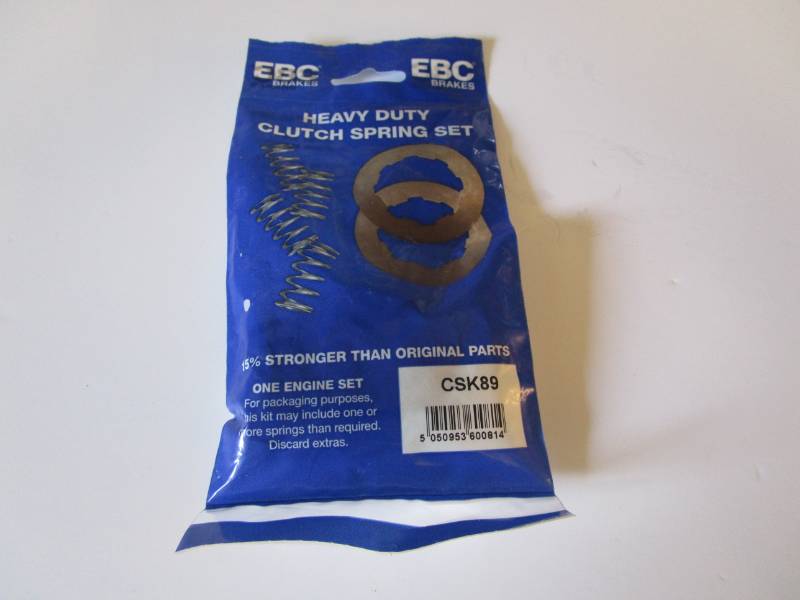 EBC
BRAKES
EBC
BRAKES
HEAVY DUTY
CLUTCH SPRING SET
15% STRONGER THAN ORIGINAL PARTS
ONE ENGINE SET
For packaging purposes,
this kit may include one or
more springs than required.
Discard extras.
CSK89
5 050953 600814